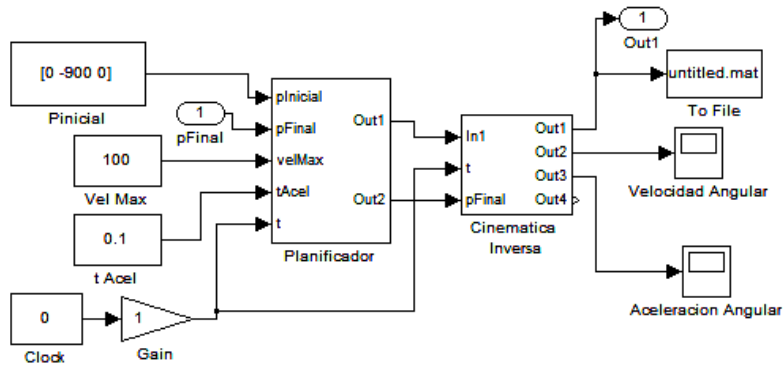 [0 -900 0]
Pinicial
1
pFinal
100
Vel Max
0.1
t Acel
0
Clock
1
Gain
pInicial
pFinal
velMax
tAcel
t
Out1
Out2
Planificador
In1
t
pFinal
Out1
Out2
Out3
Out4
Cinematica
Inversa
1
Out1
untitled.mat
To File
Velocidad Angular
Aceleracion Angular